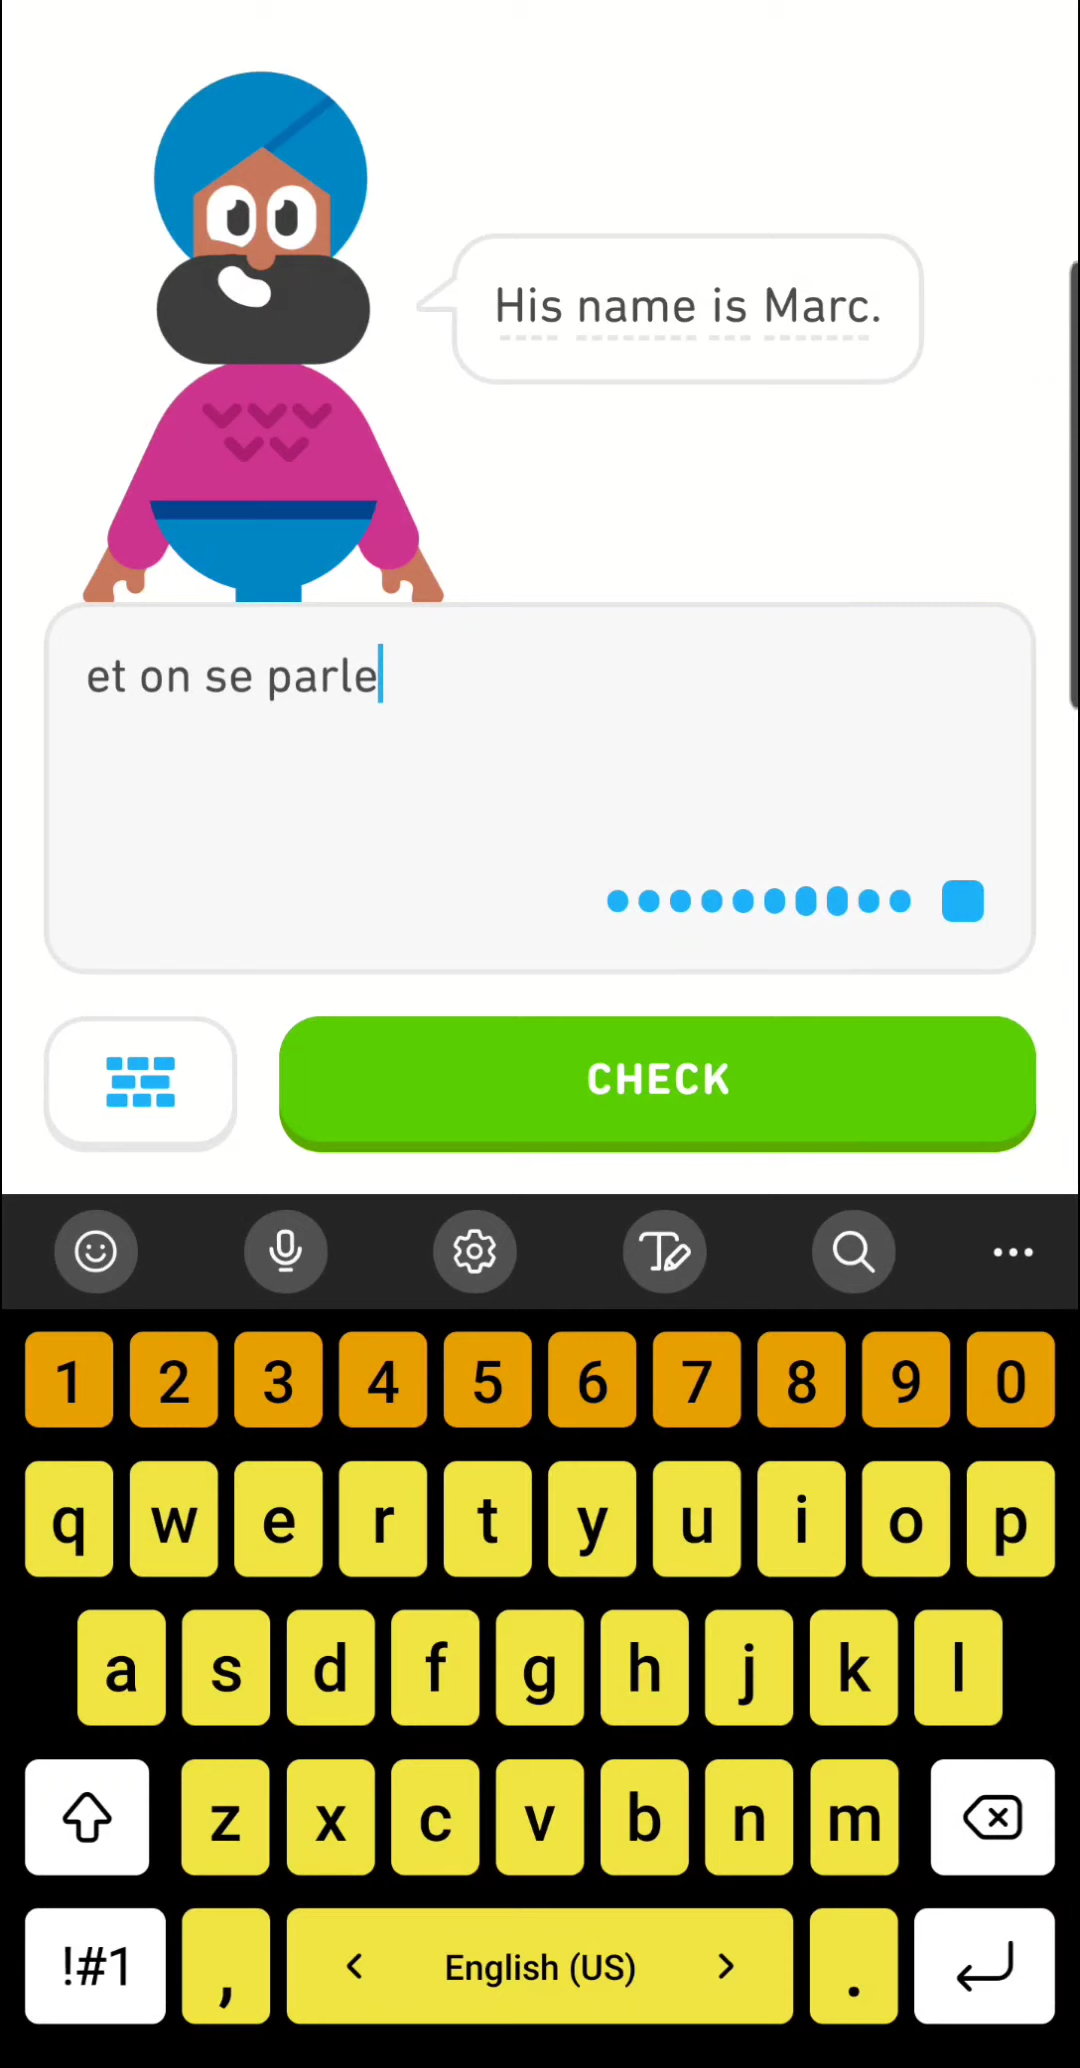 His name is Marc.
et on se parle
CHECK
1 2 3 4 5 6 7 8 9 0
q w e r t y u i o p
a s d f g h j k l
z x c v b n m
!#1 , < English (US) > .